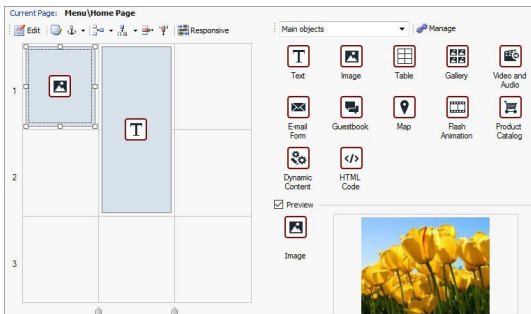 Current Page: Menu\Home Page
Edit Responsive
Main objects Manage
1
T
2
3
T
Text Image Table Gallery Video and Audio
E-mail Form Guestbook Map Flash Animation Product Catalog
Dynamic Content HTML Code
Preview
Image